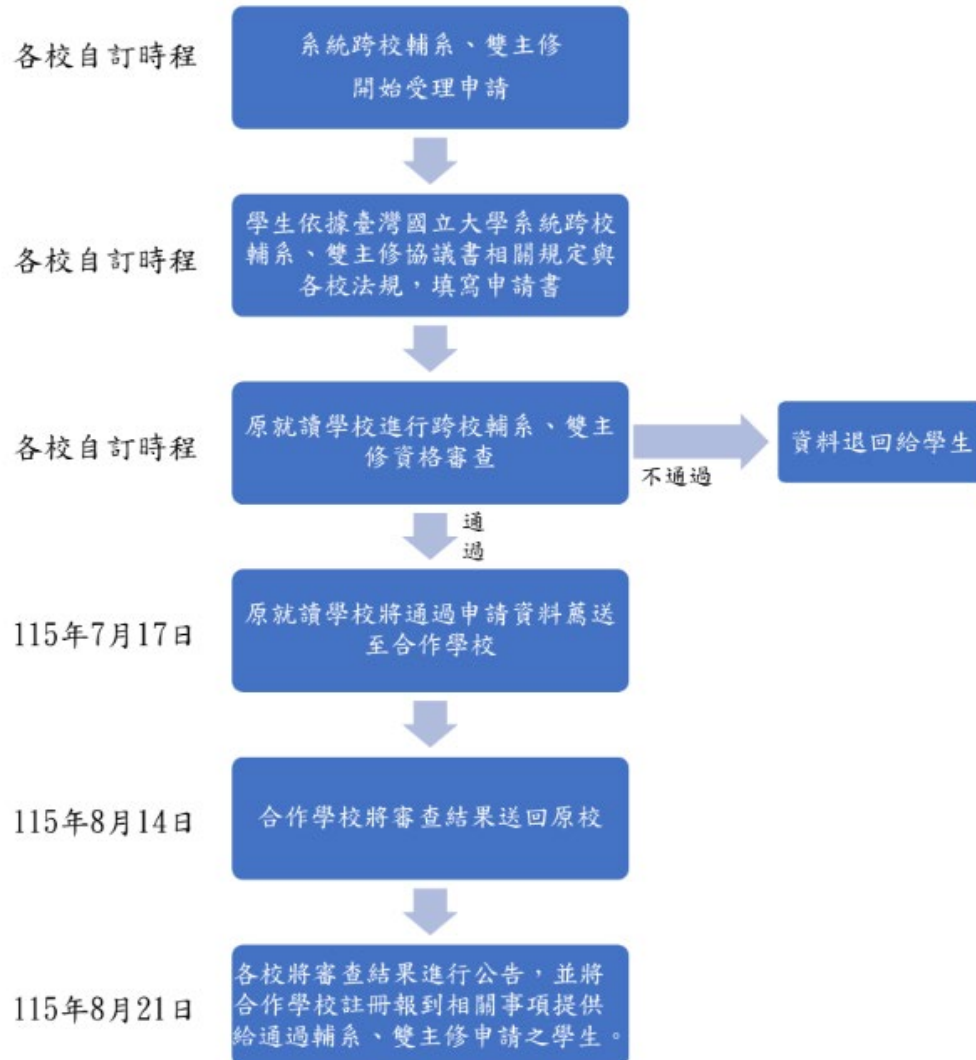 各校自訂時程
系統跨校輔系、雙主修
開始受理申請
各校自訂時程
學生依據臺灣國立大學系統跨校
輔系、雙主修協議書相關規定與
各校法規，填寫申請書
各校自訂時程
原就讀學校進行跨校輔系、雙主
修資格審查
不通過
資料退回給學生
通
過
115年7月17日
原就讀學校將通過申請資料薦送
至合作學校
115年8月14日
合作學校將審查結果送回原校
115年8月21日
各校將審查結果進行公告，並將
合作學校註冊報到相關事項提供
給通過輔系、雙主修申請之學生。